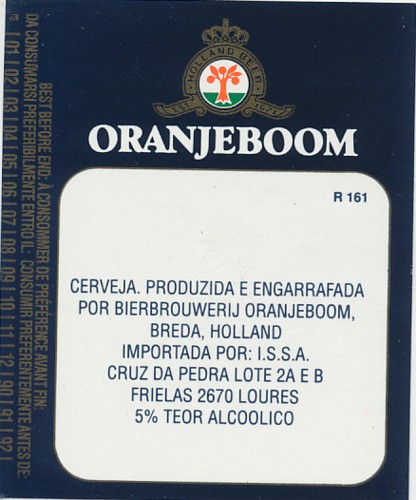 HOLLAND BEER
ORANJEBOOM
R 161
CERVEJA. PRODUZIDA E ENGARRAFADA
POR BIERBROUWERIJ ORANJEBOOM,
BREDA, HOLLAND
IMPORTADA POR: I.S.S.A.
CRUZ DA PEDRA LOTE 2A E B
FRIELAS 2670 LOURES
5% TEOR ALCOOLICO
BEST BEFORE END: À CONSOMMER DE PRÉFÉRENCE AVANT FIN:
DA CONSUMARSI PREFERIBILMENTE ENTRO IL: CONSUMIR PREFERENTEMENTE ANTES DE:
| 01 | 02 | 03 | 04 | 05 | 06 | 07 | 08 | 09 | 10 | 11 | 12 | 90 | 91 | 92 |